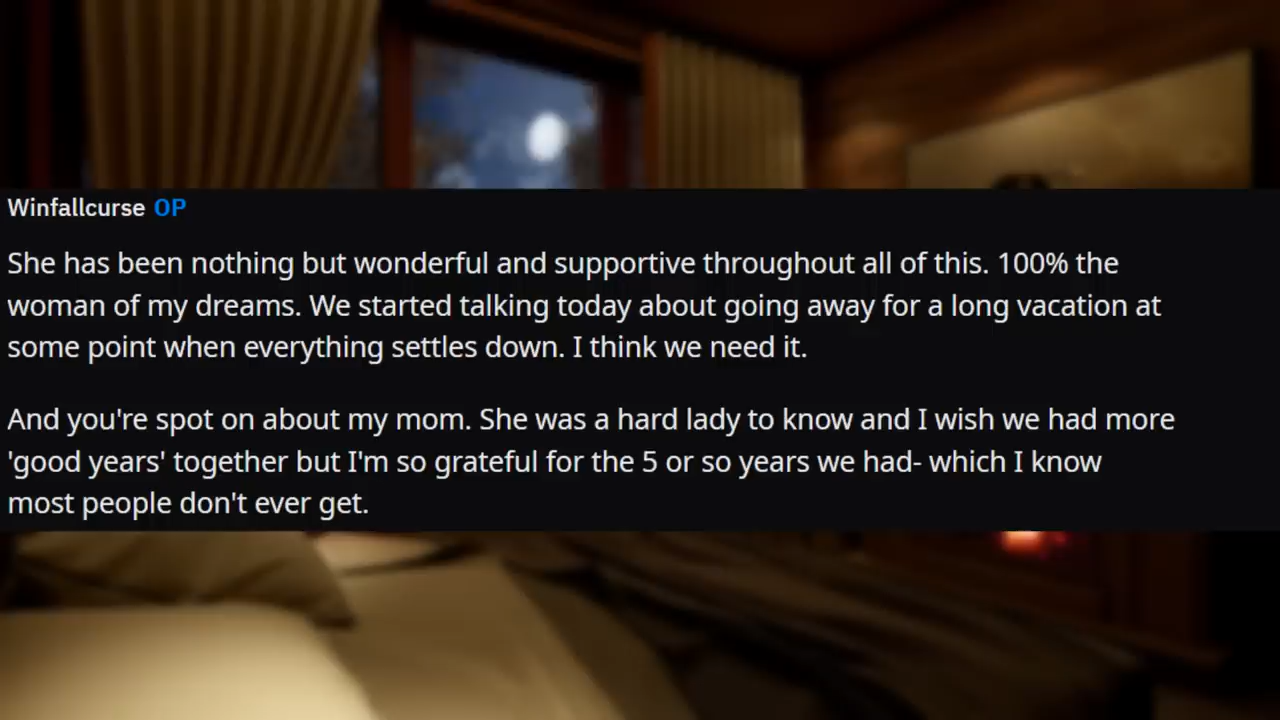 Winfallcurse OP
She has been nothing but wonderful and supportive throughout all of this. 100% the
woman of my dreams. We started talking today about going away for a long vacation at
some point when everything settles down. I think we need it.
And you're spot on about my mom. She was a hard lady to know and I wish we had more
'good years' together but I'm so grateful for the 5 or so years we had- which I know
most people don't ever get.